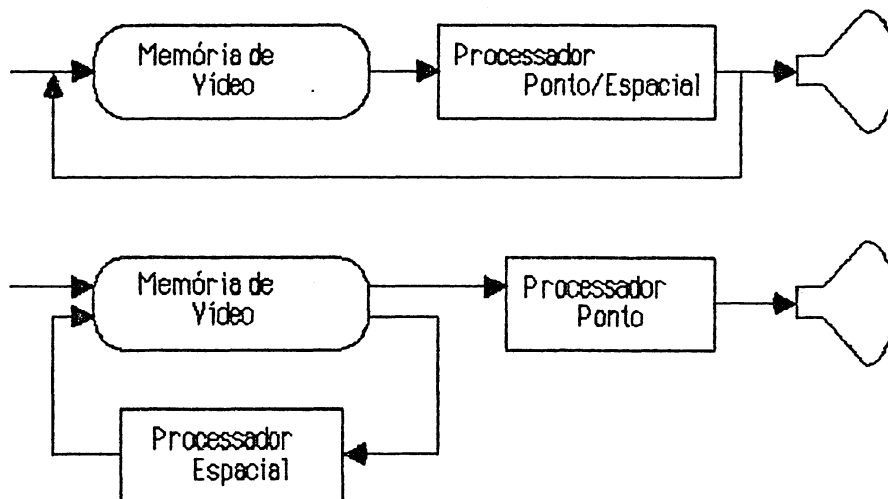 Memória de
Vídeo
Processador
Ponto/Espacial
Memória de
Vídeo
Processador
Ponto
Processador
Espacial